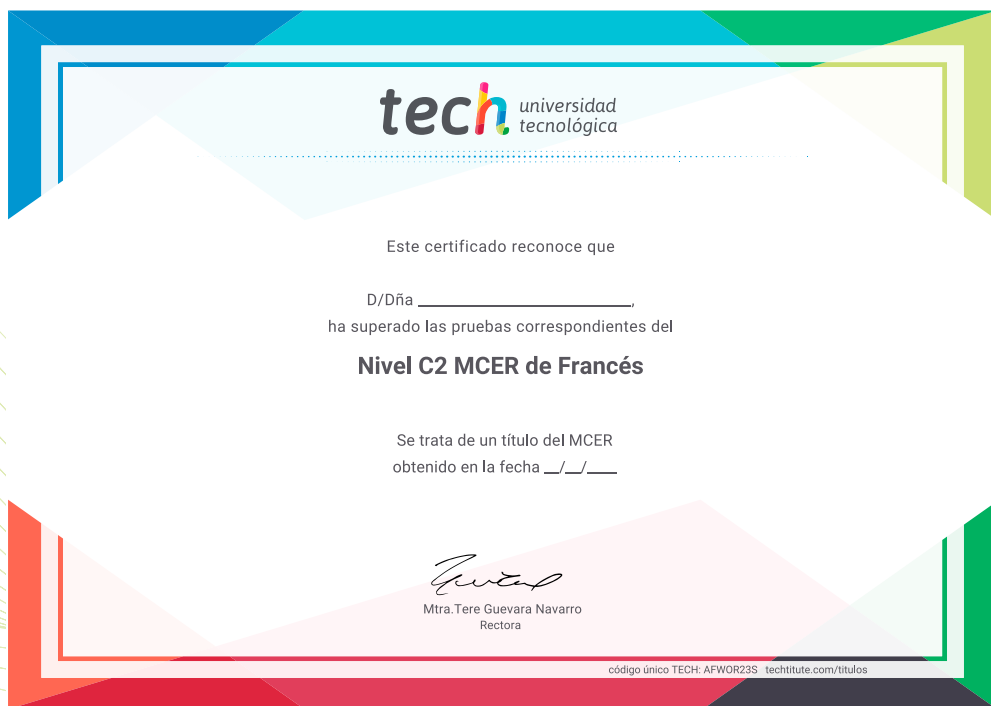 tech universidad
tecnológica
Este certificado reconoce que
D/Dña ____________________,
ha superado las pruebas correspondientes del
Nivel C2 MCER de Francés
Se trata de un título del MCER
obtenido en la fecha __/__/____
Mtra.Tere Guevara Navarro
Rectora
código único TECH: AFWOR23S techtitute.com/titulos